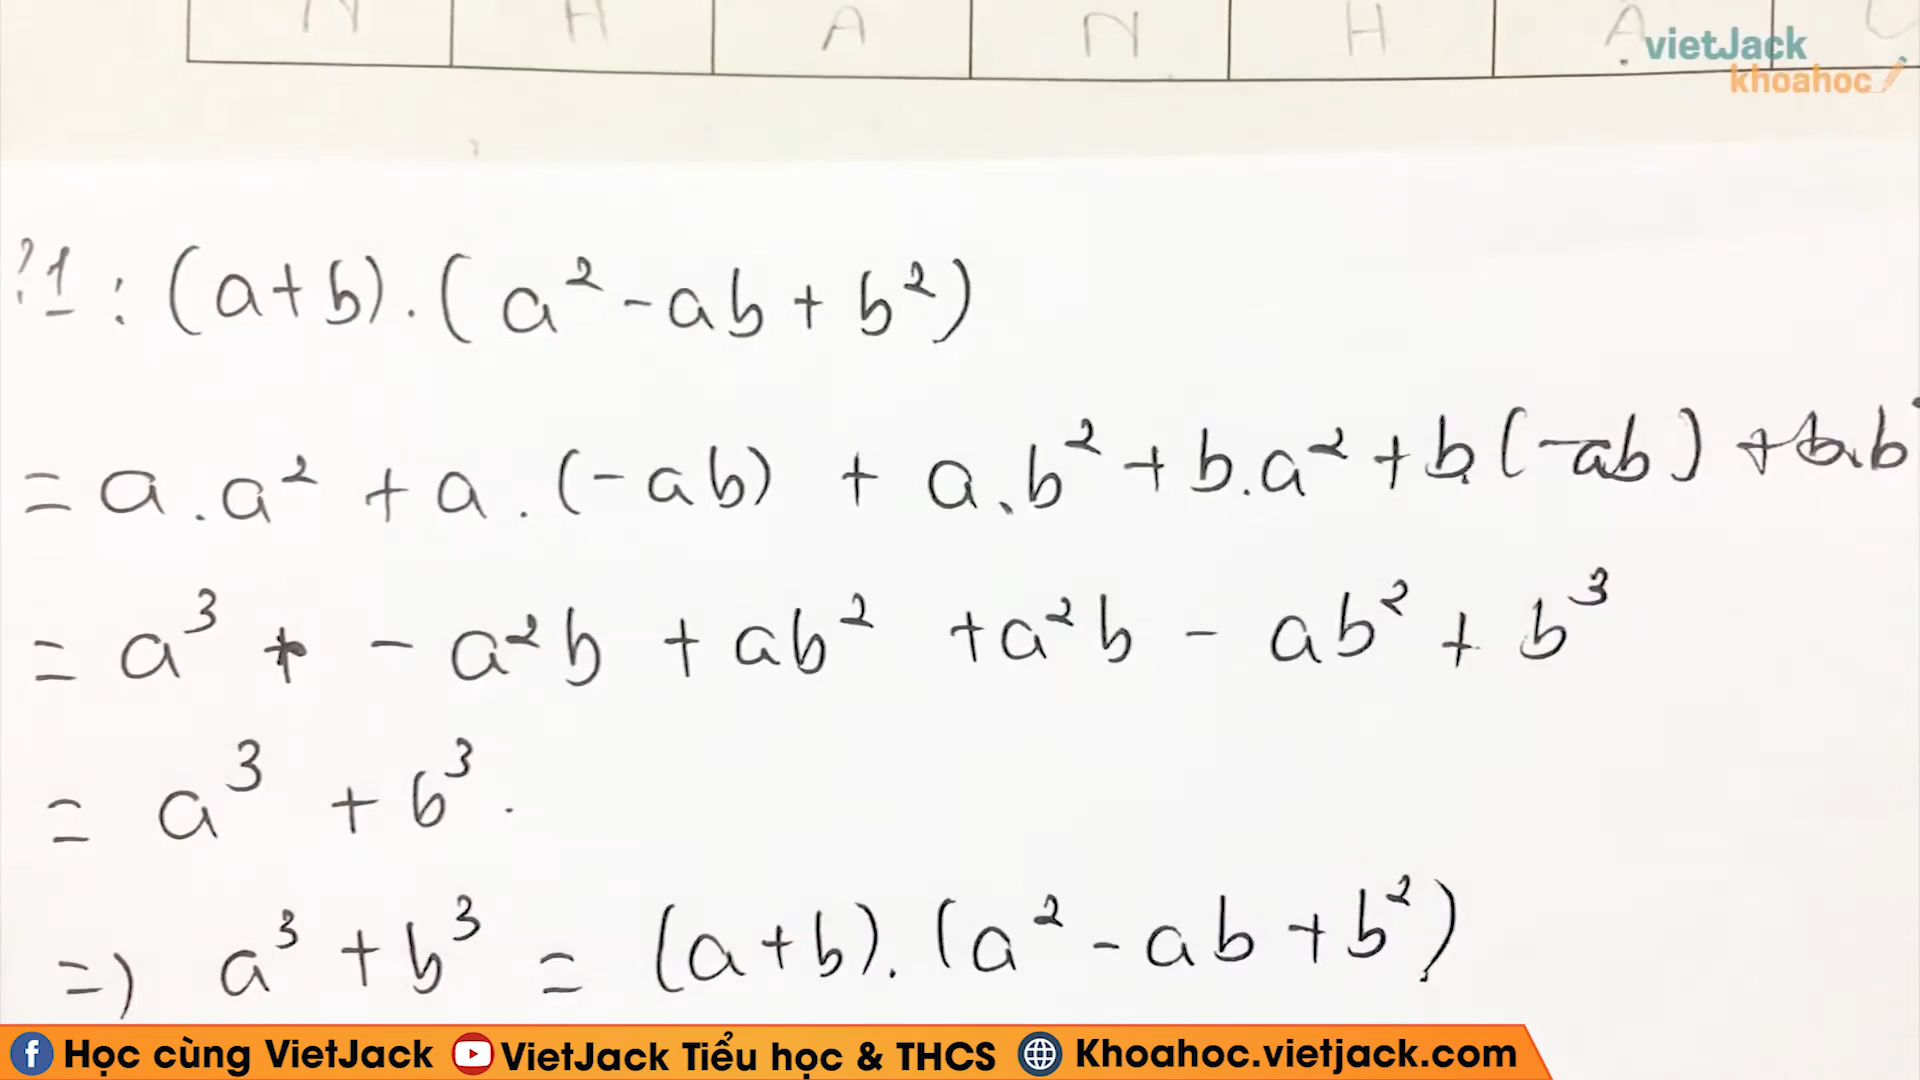 N H A N H Ạ
vietJack
khoahoc
?1 : (a+b).(a² -ab+b²)
= a.a² +a.(-ab) + a.b²+b.a²+b.(-ab) +b.b
= a³ + - a²b +ab² +a²b - ab² + b³
= a³ + b³.
=) a³ +b³ = (a+b).(a² - ab+b²)
Học cùng VietJack VietJack Tiểu học & THCS Khoahoc.vietjack.com